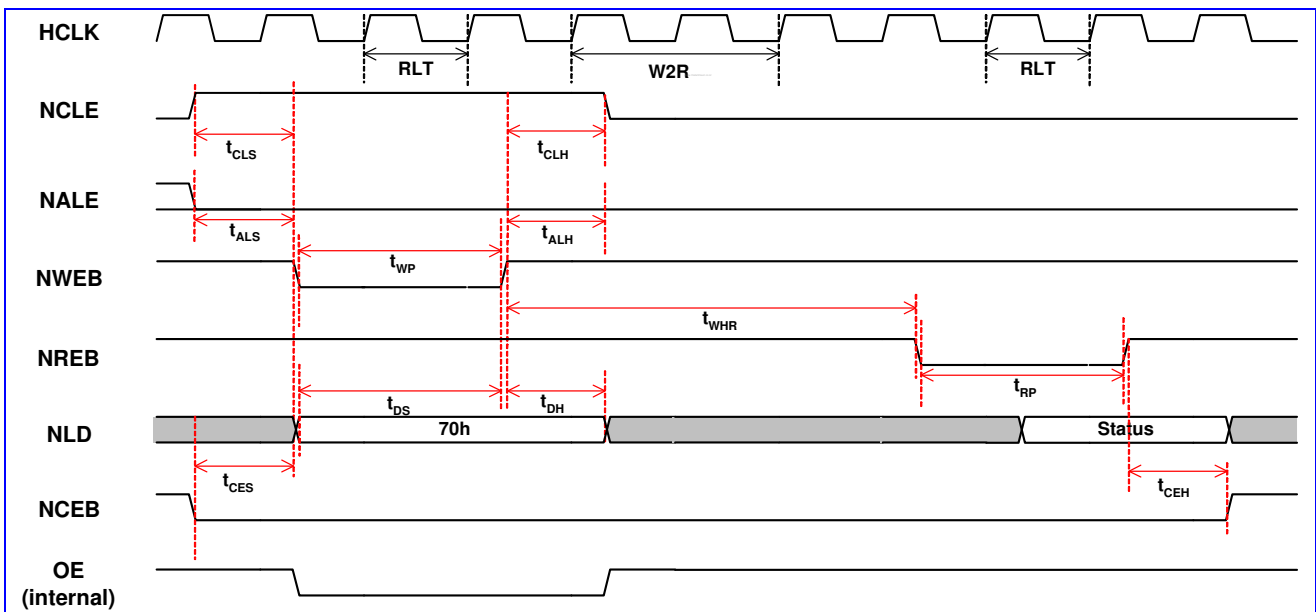 HCLK
RLT
W2R
RLT
NCLE
tCLS
tCLH
NALE
tALS
tALH
tWP
NWEB
tWHR
NREB
tRP
tDS
tDH
NLD
70h
Status
tCES
tCEH
NCEB
OE
(internal)